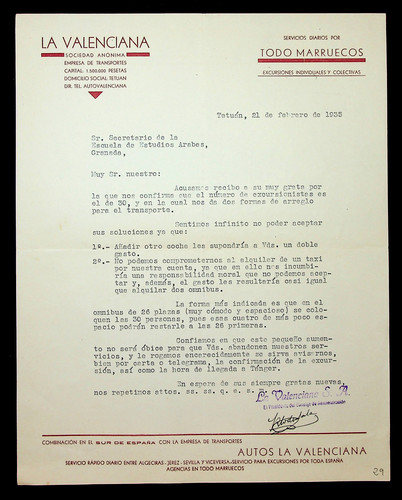 LA VALENCIANA
SOCIEDAD ANÓNIMA
EMPRESA DE TRANSPORTES
CAPITAL: 1.500.000 PESETAS
DOMICILIO SOCIAL: TETUÁN
DIR. TEL. AUTOVALENCIANA
SERVICIOS DIARIOS POR
TODO MARRUECOS
EXCURSIONES INDIVIDUALES Y COLECTIVAS
Tetuán, 21 de febrero de 1933
Sr. Secretario de la
Escuela de Estudios Arabes,
Granada,
Muy Sr. nuestro:
Acusamos recibo a su muy grata por
la que nos confirma que el número de excursionistas es
el de 30, y en la cual nos da dos formas de arreglo
para el transporte.
Sentimos infinito no poder aceptar
sus soluciones ya que:
1º.- Añadir otro coche les supondría a Vds. un doble
gasto.
2º.- No podemos comprometernos al alquiler de un taxi
por nuestra cuenta, ya que en ello nos incumbi-
ría una responsabilidad moral que no podemos acep-
tar y, además, el gasto les resultaría casi igual
que alquilar dos omnibus.
La forma más indicada es que en el
omnibus de 26 plazas (muy cómodo y espacioso) se colo-
quen las 30 personas, pues esas cuatro de más poco espa-
cio podrán restarle a las 26 primeras.
Confiamos en que este pequeño aumento
no será óbice para que Vds. abandonen nuestros ser-
vicios, y le rogamos encarecidamente se sirva avisarnos,
bien por carta o telegrama, la confirmación de la excur-
sión, así como la hora de llegada a Tánger.
En espera de sus siempre gratas nuevas,
nos repetimos attos. ss. ss. q. e. s. m.
La Valenciana S. A.
COMBINACIÓN EN EL SUR DE ESPAÑA CON LA EMPRESA DE TRANSPORTES
AUTOS LA VALENCIANA
SERVICIO RÁPIDO DIARIO ENTRE ALGECIRAS - JEREZ - SEVILLA Y VICEVERSA - SERVICIO PARA EXCURSIONES POR TODA ESPAÑA
AGENCIAS EN TODO MARRUECOS
29